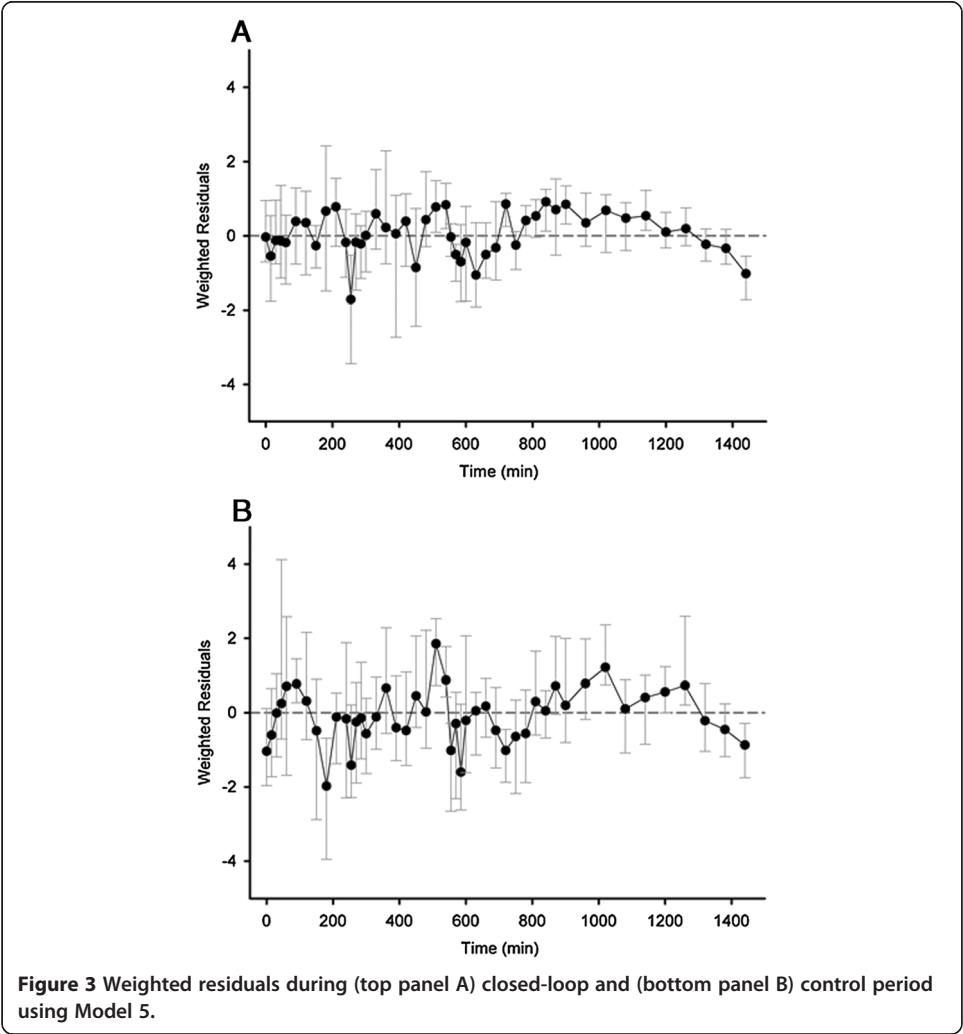 A
4
2
0
-2
-4
Weighted Residuals
0 200 400 600 800 1000 1200 1400
Time (min)
B
4
2
0
-2
-4
Weighted Residuals
0 200 400 600 800 1000 1200 1400
Time (min)
Figure 3 Weighted residuals during (top panel A) closed-loop and (bottom panel B) control period
using Model 5.